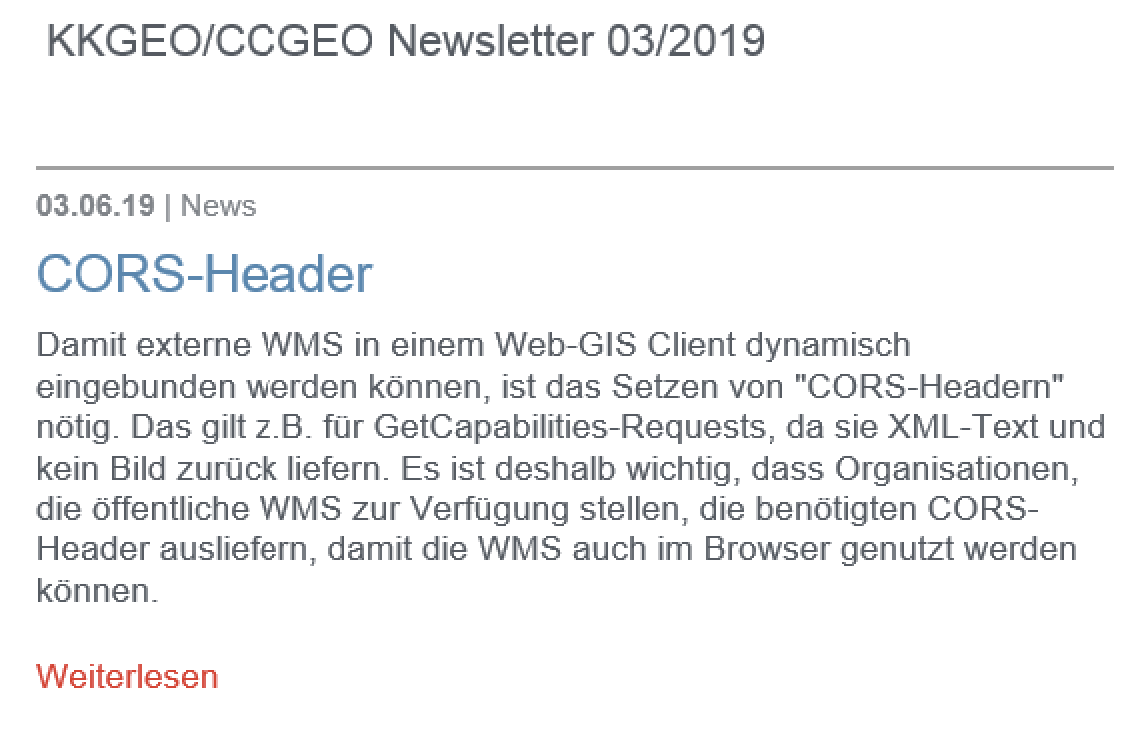 KKGEO/CCGEO Newsletter 03/2019
03.06.19 | News
CORS-Header
Damit externe WMS in einem Web-GIS Client dynamisch
eingebunden werden können, ist das Setzen von "CORS-Headern"
nötig. Das gilt z.B. für GetCapabilities-Requests, da sie XML-Text und
kein Bild zurück liefern. Es ist deshalb wichtig, dass Organisationen,
die öffentliche WMS zur Verfügung stellen, die benötigten CORS-
Header ausliefern, damit die WMS auch im Browser genutzt werden
können.
Weiterlesen